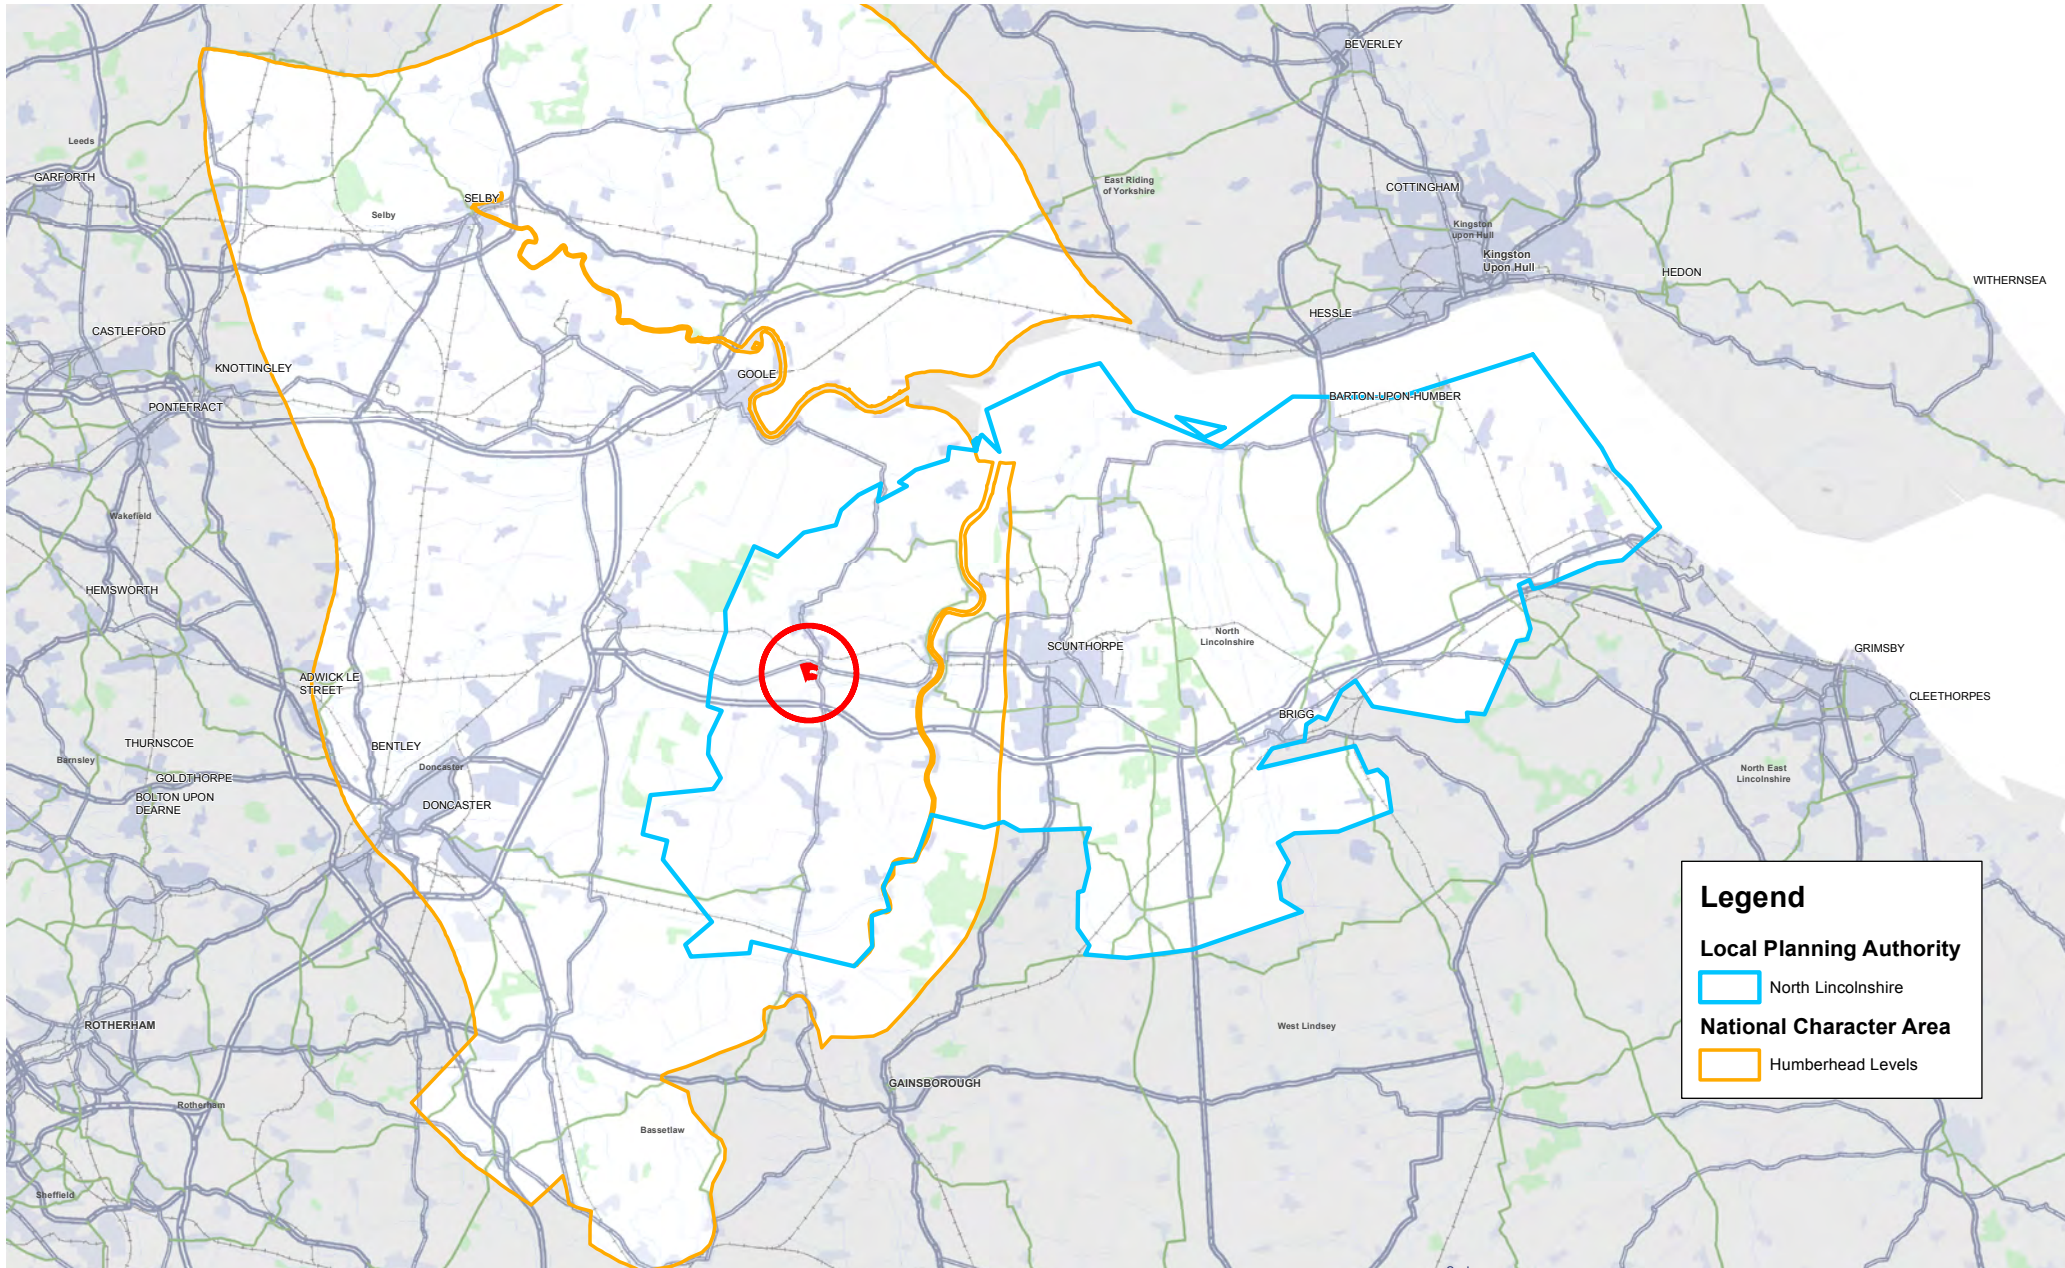 BEVERLEY
Leeds
GARFORTH
East Riding
of Yorkshire
COTTINGHAM
SELBY
Selby
Kingston
upon Hull
Kingston
Upon Hull
HEDON
WITHERNSEA
HESSLE
CASTLEFORD
KNOTTINGLEY
GOOLE
PONTEFRACT
BARTON-UPON-HUMBER
Wakefield
HEMSWORTH
North
Lincolnshire
SCUNTHORPE
GRIMSBY
ADWICK LE
STREET
CLEETHORPES
BRIGG
THURNSCOE
BENTLEY
Barnsley
Doncaster
GOLDTHORPE
North East
Lincolnshire
BOLTON UPON
DEARNE
DONCASTER
ROTHERHAM
West Lindsey
GAINSBOROUGH
Rotherham
Bassetlaw
Sheffield
Legend
Local Planning Authority
North Lincolnshire
National Character Area
Humberhead Levels